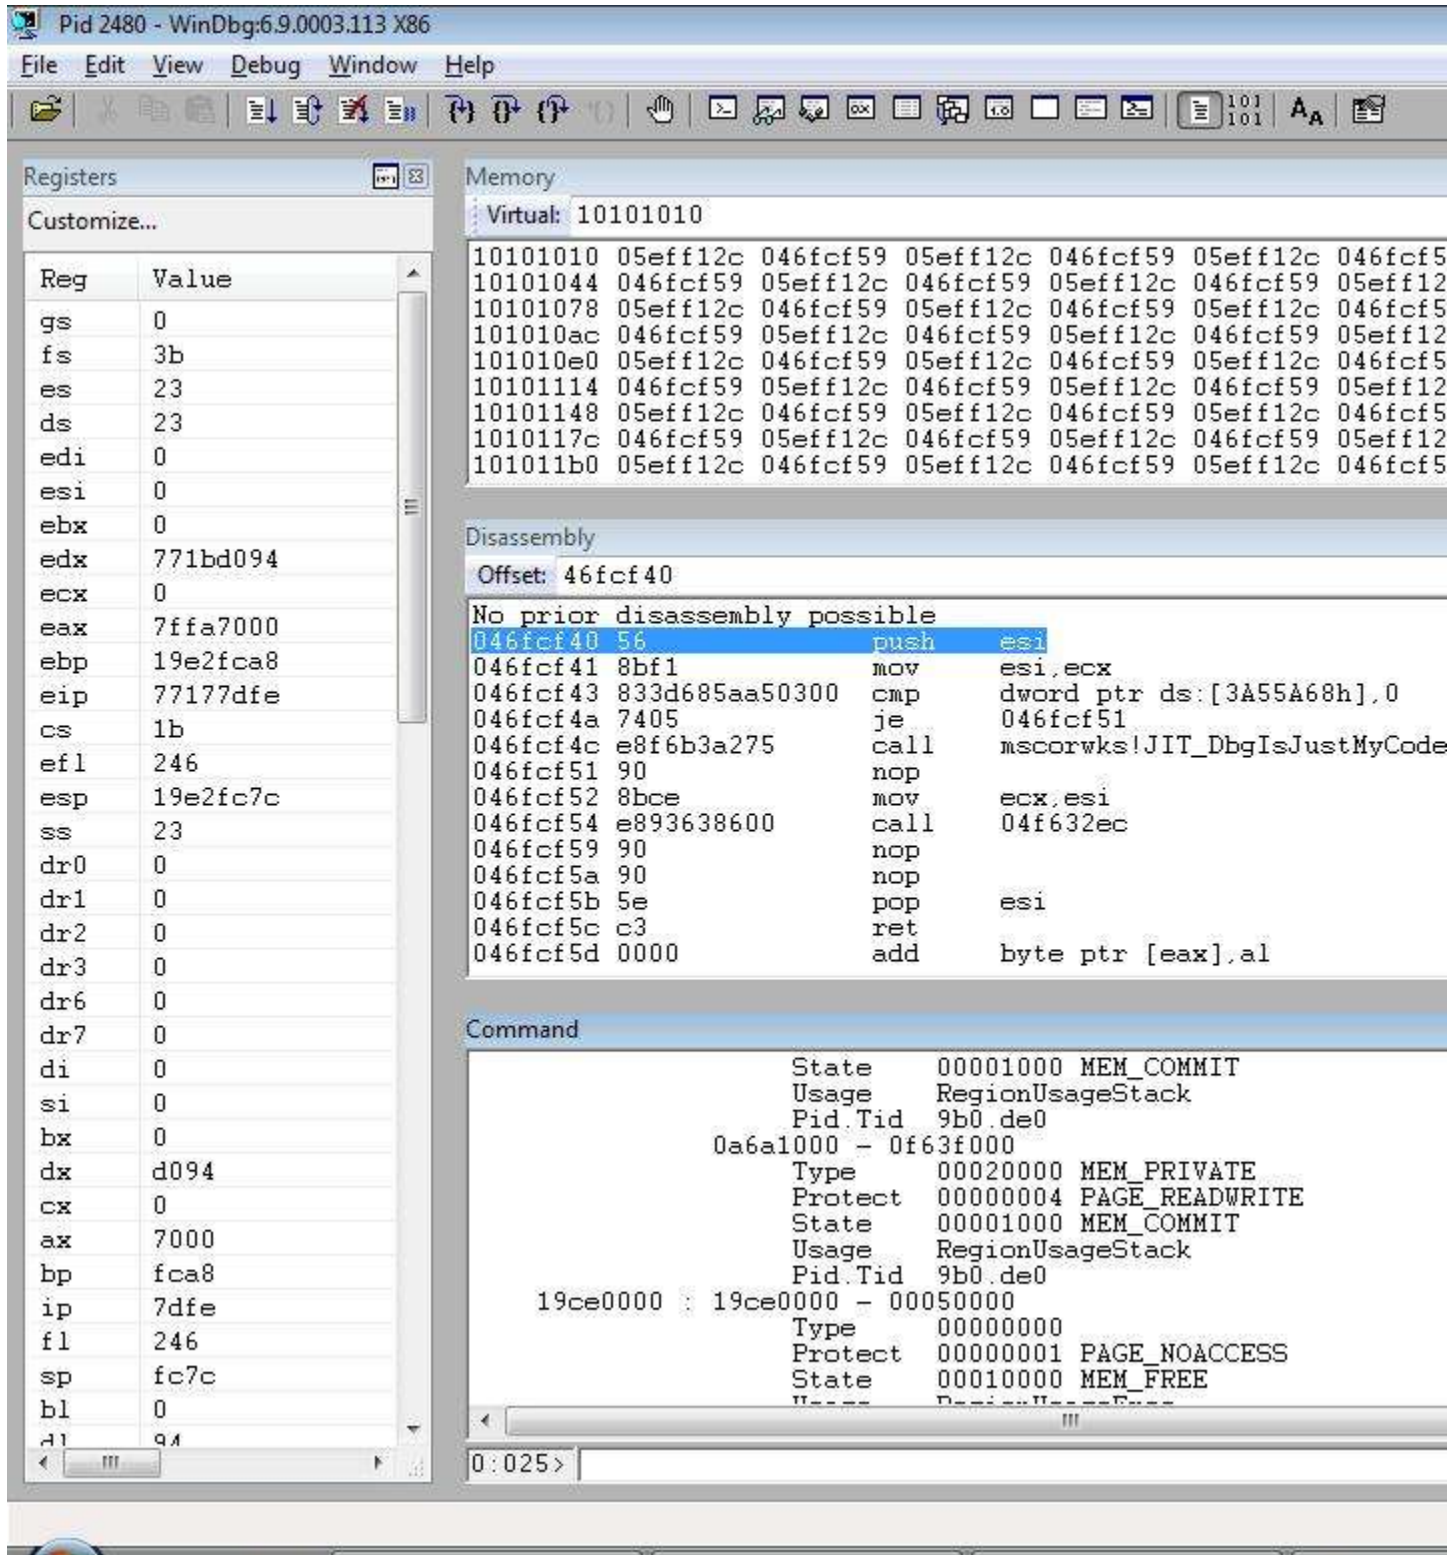 Pid 2480 - WinDbg:6.9.0003.113 X86
File Edit View Debug Window Help
Registers
Customize...
Reg Value
gs 0
fs 3b
es 23
ds 23
edi 0
esi 0
ebx 0
edx 771bd094
ecx 0
eax 7ffa7000
ebp 19e2fca8
eip 77177dfe
cs 1b
efl 246
esp 19e2fc7c
ss 23
dr0 0
dr1 0
dr2 0
dr3 0
dr6 0
dr7 0
di 0
si 0
bx 0
dx d094
cx 0
ax 7000
bp fca8
ip 7dfe
fl 246
sp fc7c
bl 0
dl 94
Memory
Virtual: 10101010
10101010 05eff12c 046fcf59 05eff12c 046fcf59 05eff12c 046fcf5
10101044 046fcf59 05eff12c 046fcf59 05eff12c 046fcf59 05eff12
10101078 05eff12c 046fcf59 05eff12c 046fcf59 05eff12c 046fcf5
101010ac 046fcf59 05eff12c 046fcf59 05eff12c 046fcf59 05eff12
101010e0 05eff12c 046fcf59 05eff12c 046fcf59 05eff12c 046fcf5
10101114 046fcf59 05eff12c 046fcf59 05eff12c 046fcf59 05eff12
10101148 05eff12c 046fcf59 05eff12c 046fcf59 05eff12c 046fcf5
1010117c 046fcf59 05eff12c 046fcf59 05eff12c 046fcf59 05eff12
101011b0 05eff12c 046fcf59 05eff12c 046fcf59 05eff12c 046fcf5
Disassembly
Offset: 46fcf40
No prior disassembly possible
046fcf40 56 push esi
046fcf41 8bf1 mov esi,ecx
046fcf43 833d685aa50300 cmp dword ptr ds:[3A55A68h],0
046fcf4a 7405 je 046fcf51
046fcf4c e8f6b3a275 call mscorwks!JIT_DbgIsJustMyCode
046fcf51 90 nop
046fcf52 8bce mov ecx,esi
046fcf54 e893638600 call 04f632ec
046fcf59 90 nop
046fcf5a 90 nop
046fcf5b 5e pop esi
046fcf5c c3 ret
046fcf5d 0000 add byte ptr [eax],al
Command
State 00001000 MEM_COMMIT
Usage RegionUsageStack
Pid.Tid 9b0.de0
0a6a1000 - 0f63f000
Type 00020000 MEM_PRIVATE
Protect 00000004 PAGE_READWRITE
State 00001000 MEM_COMMIT
Usage RegionUsageStack
Pid.Tid 9b0.de0
19ce0000 : 19ce0000 - 00050000
Type 00000000
Protect 00000001 PAGE_NOACCESS
State 00010000 MEM_FREE
0:025>